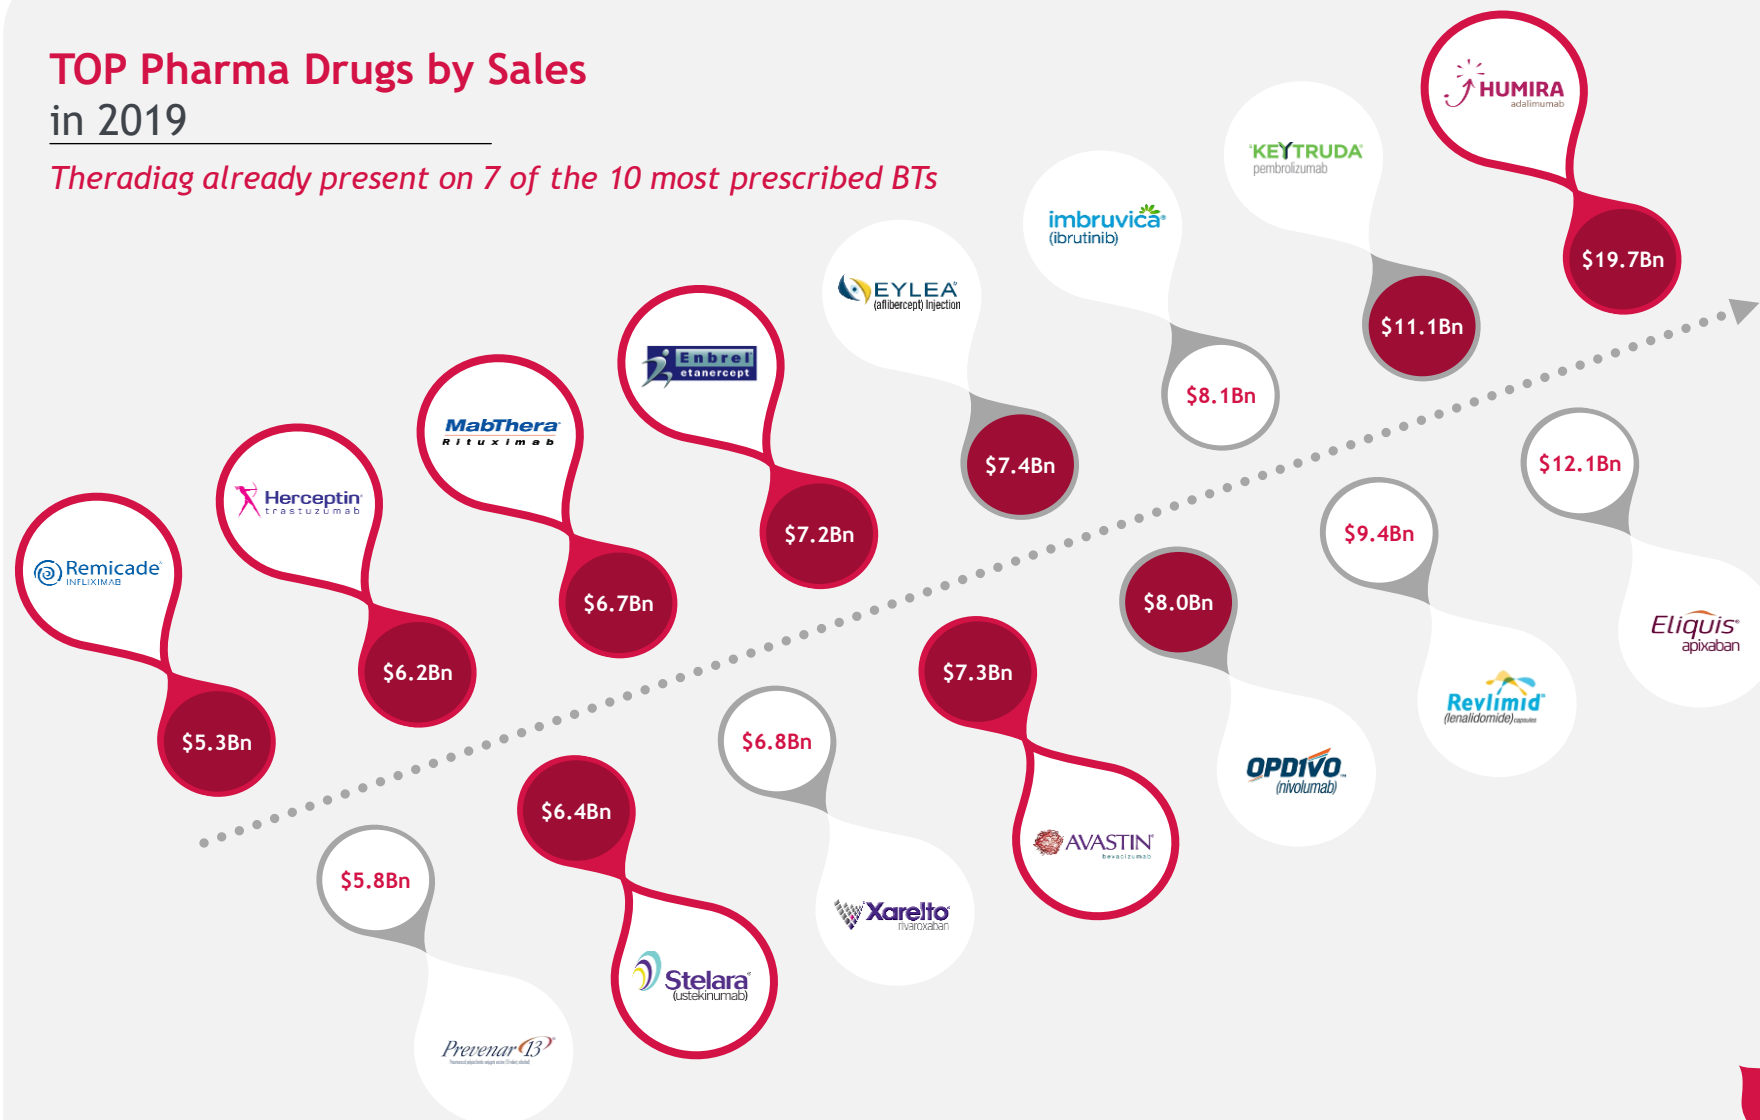 TOP Pharma Drugs by Sales
in 2019
Theradiag already present on 7 of the 10 most prescribed BTs
HUMIRA
adalimumab
$19.7Bn
KEYTRUDA®
pembrolizumab
$11.1Bn
imbruvica®
(ibrutinib)
$8.1Bn
EYLEA®
(aflibercept) Injection
$7.4Bn
Enbrel®
etanercept
$7.2Bn
MabThera®
Rituximab
$6.7Bn
Herceptin®
trastuzumab
$6.2Bn
Remicade®
INFLIXIMAB
$5.3Bn
$12.1Bn
Eliquis®
apixaban
$9.4Bn
Revlimid®
(lenalidomide) capsules
$8.0Bn
OPDIVO™
(nivolumab)
$7.3Bn
AVASTIN®
bevacizumab
$6.8Bn
Xarelto®
rivaroxaban
$6.4Bn
Stelara®
(ustekinumab)
$5.8Bn
Prevenar 13®